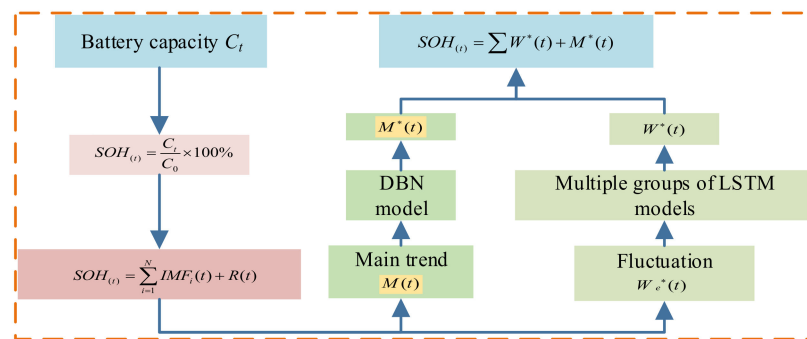 Battery capacity C_t
SOH_(t) = C_t / C_0 × 100%
SOH_(t) = ∑_{i=1}^{N} IMF_i(t) + R(t)
SOH_(t) = ∑ W*(t) + M*(t)
M*(t)
DBN
model
Main trend
M(t)
W*(t)
Multiple groups of LSTM
models
Fluctuation
W_e*(t)